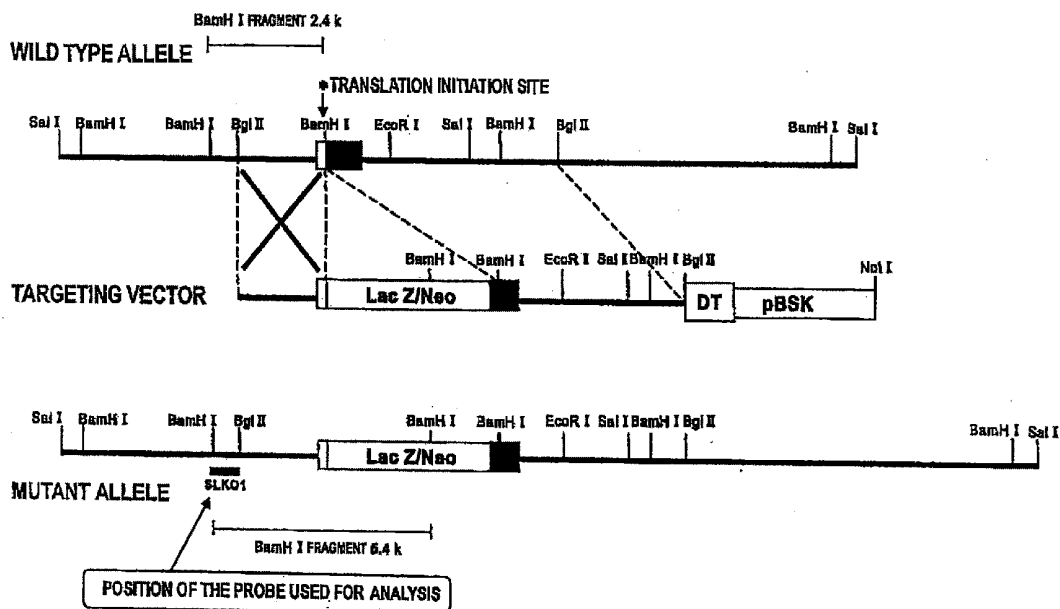 BamH I FRAGMENT 2.4 k
WILD TYPE ALLELE
*TRANSLATION INITIATION SITE
Sal I BamH I BamH I Bgl II BamH I EcoR I Sal I BamH I Bgl II BamH I Sal I
BamH I BamH I EcoR I Sal I BamH I Bgl II Not I
TARGETING VECTOR Lac Z/Neo DT pBSK
Sal I BamH I BamH I Bgl II BamH I BamH I EcoR I Sal I BamH I Bgl II BamH I Sal I
Lac Z/Neo
SLKO1
MUTANT ALLELE
BamH I FRAGMENT 5.4 k
POSITION OF THE PROBE USED FOR ANALYSIS